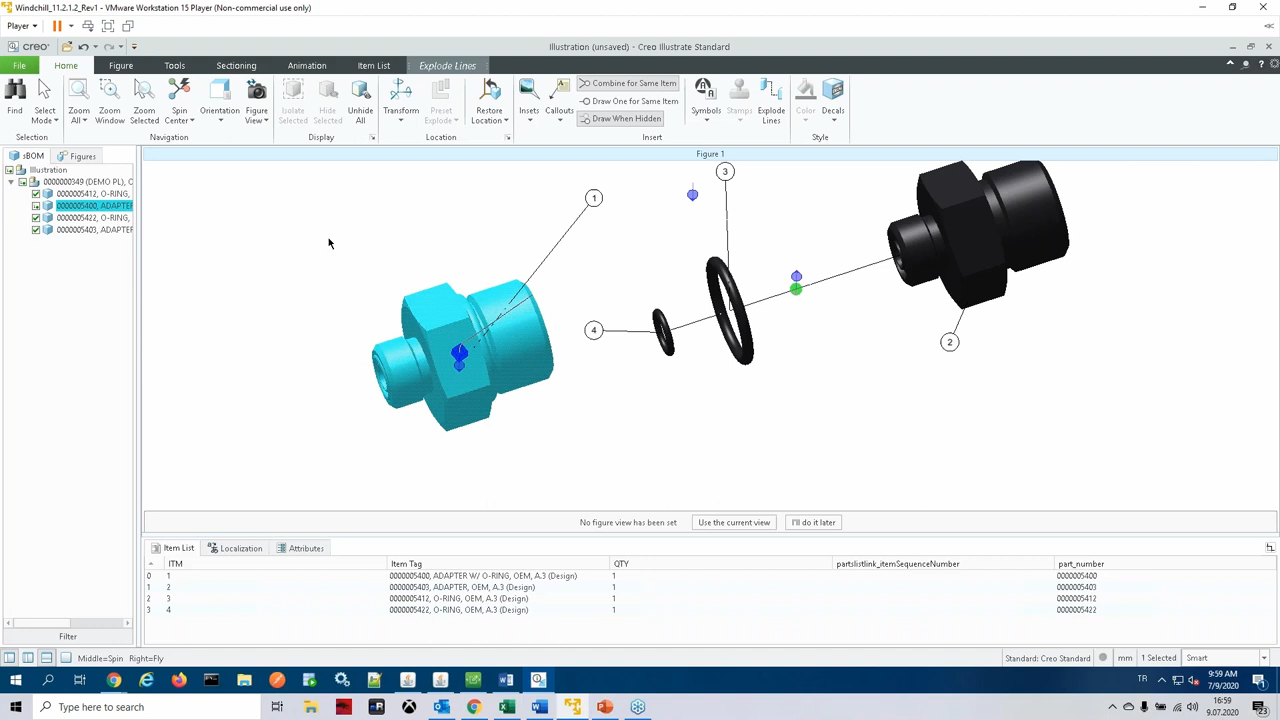 Windchill_11.2.1.2_Rev1 - VMware Workstation 15 Player (Non-commercial use only)
Player
creo
Illustration (unsaved) - Creo Illustrate Standard
File Home Figure Tools Sectioning Animation Item List Explode Lines
Find Select Mode Zoom All Zoom Window Zoom Selected Spin Center Orientation Figure View Isolate Selected Hide Selected Unhide All Transform Preset Explode Restore Location Inserts Callouts Combine for Same Item Draw One for Same Item Draw When Hidden Symbols Stamps Explode Lines Color Decals
Selection Navigation Display Location Insert Style
sBOM Figures
Figure 1
Illustration
0000000349 (DEMO PL), O
0000005412, O-RING,
0000005400, ADAPTER
0000005422, O-RING,
0000005403, ADAPTER
1
3
4
2
No figure view has been set Use the current view I'll do it later
Item List Localization Attributes
ITM Item Tag QTY partslistlink_itemSequenceNumber part_number
0 1 0000005400, ADAPTER W/ O-RING, OEM, A.3 (Design) 1 0000005400
1 2 0000005403, ADAPTER, OEM, A.3 (Design) 1 0000005403
2 3 0000005412, O-RING, OEM, A.3 (Design) 1 0000005412
3 4 0000005422, O-RING, OEM, A.3 (Design) 1 0000005422
Filter
Middle=Spin Right=Fly Standard: Creo Standard mm 1 Selected Smart
TR 9:59 AM
7/9/2020
Type here to search
16:59
9.07.2020